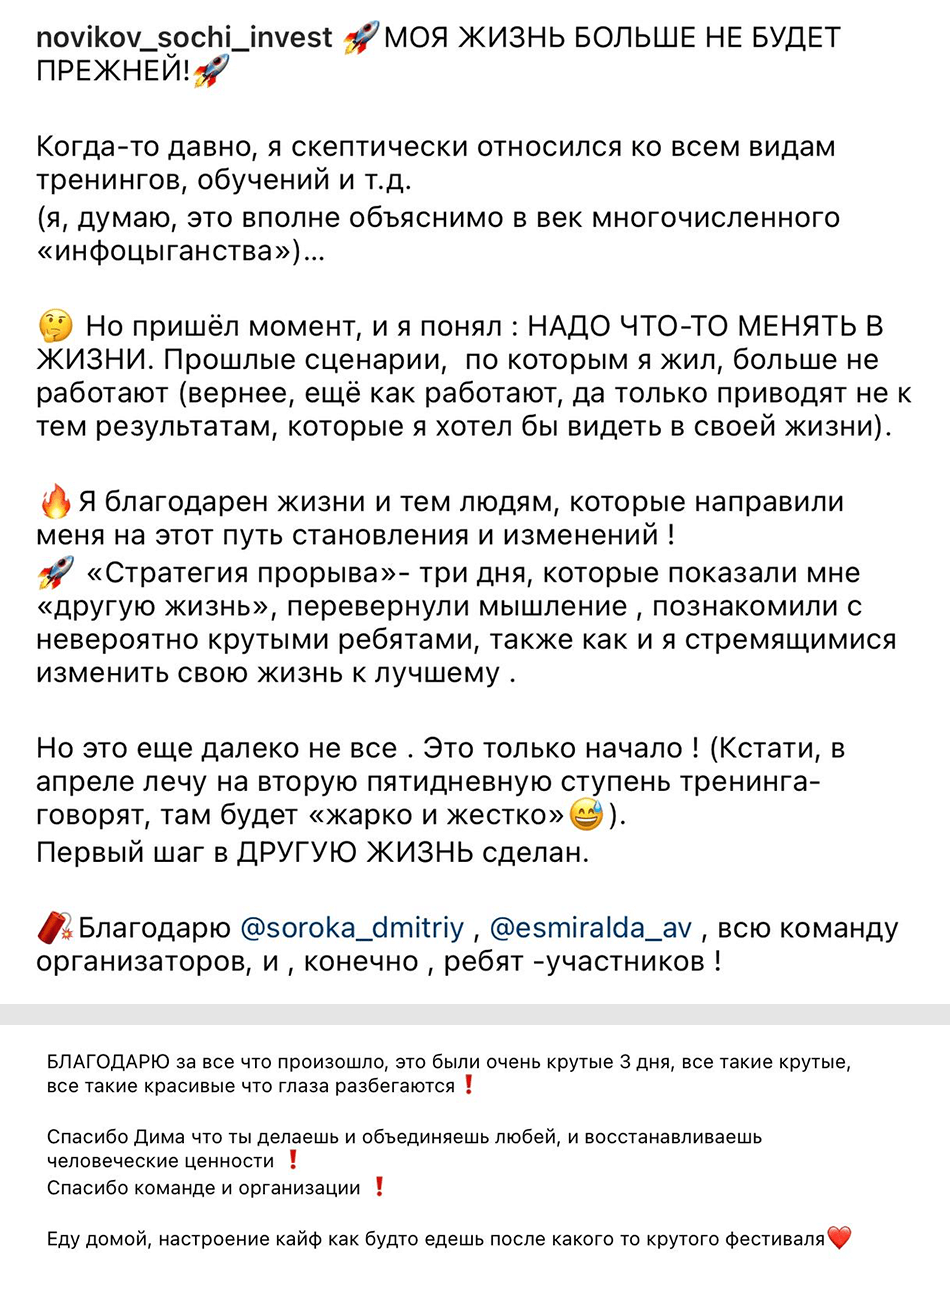 novikov_sochi_invest 🚀МОЯ ЖИЗНЬ БОЛЬШЕ НЕ БУДЕТ
ПРЕЖНЕЙ!🚀
Когда-то давно, я скептически относился ко всем видам
тренингов, обучений и т.д.
(я, думаю, это вполне объяснимо в век многочисленного
«инфоцыганства»)...
🤔 Но пришёл момент, и я понял : НАДО ЧТО-ТО МЕНЯТЬ В
ЖИЗНИ. Прошлые сценарии,  по которым я жил, больше не
работают (вернее, ещё как работают, да только приводят не к
тем результатам, которые я хотел бы видеть в своей жизни).
🔥Я благодарен жизни и тем людям, которые направили
меня на этот путь становления и изменений !
🚀 «Стратегия прорыва»- три дня, которые показали мне
«другую жизнь», перевернули мышление , познакомили с
невероятно крутыми ребятами, также как и я стремящимися
изменить свою жизнь к лучшему .
Но это еще далеко не все . Это только начало ! (Кстати, в
апреле лечу на вторую пятидневную ступень тренинга-
говорят, там будет «жарко и жестко»😅).
Первый шаг в ДРУГУЮ ЖИЗНЬ сделан.
🧨Благодарю @soroka_dmitriy , @esmiralda_av , всю команду
организаторов, и , конечно , ребят -участников !
БЛАГОДАРЮ за все что произошло, это были очень крутые 3 дня, все такие крутые,
все такие красивые что глаза разбегаются❗
Спасибо Дима что ты делаешь и объединяешь любей, и восстанавливаешь
человеческие ценности ❗
Спасибо команде и организации ❗
Еду домой, настроение кайф как будто едешь после какого то крутого фестиваля❤️